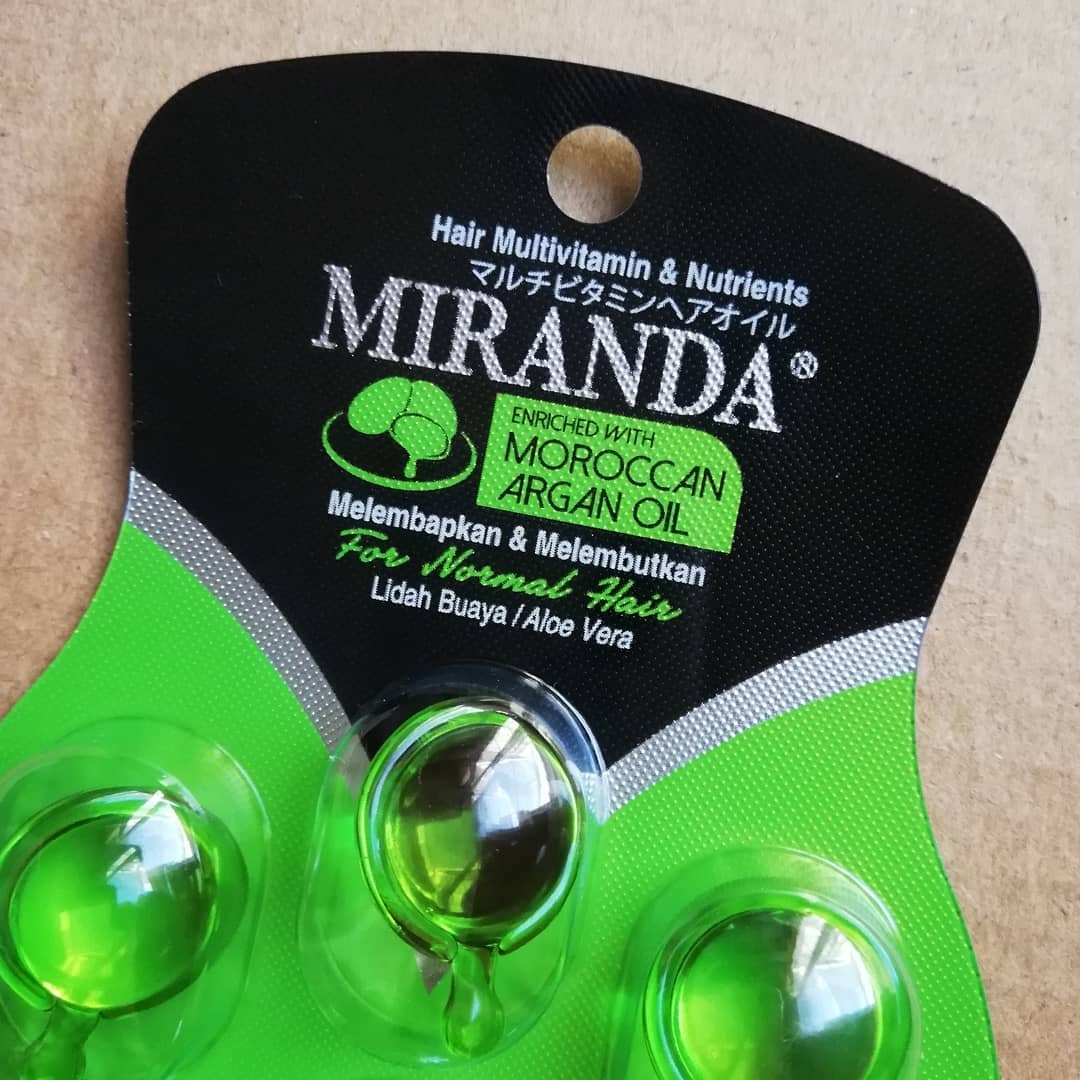 Hair Multivitamin & Nutrients
マルチビタミンヘアオイル
MIRANDA®
ENRICHED WITH
MOROCCAN
ARGAN OIL
Melembapkan & Melembutkan
For Normal Hair
Lidah Buaya / Aloe Vera